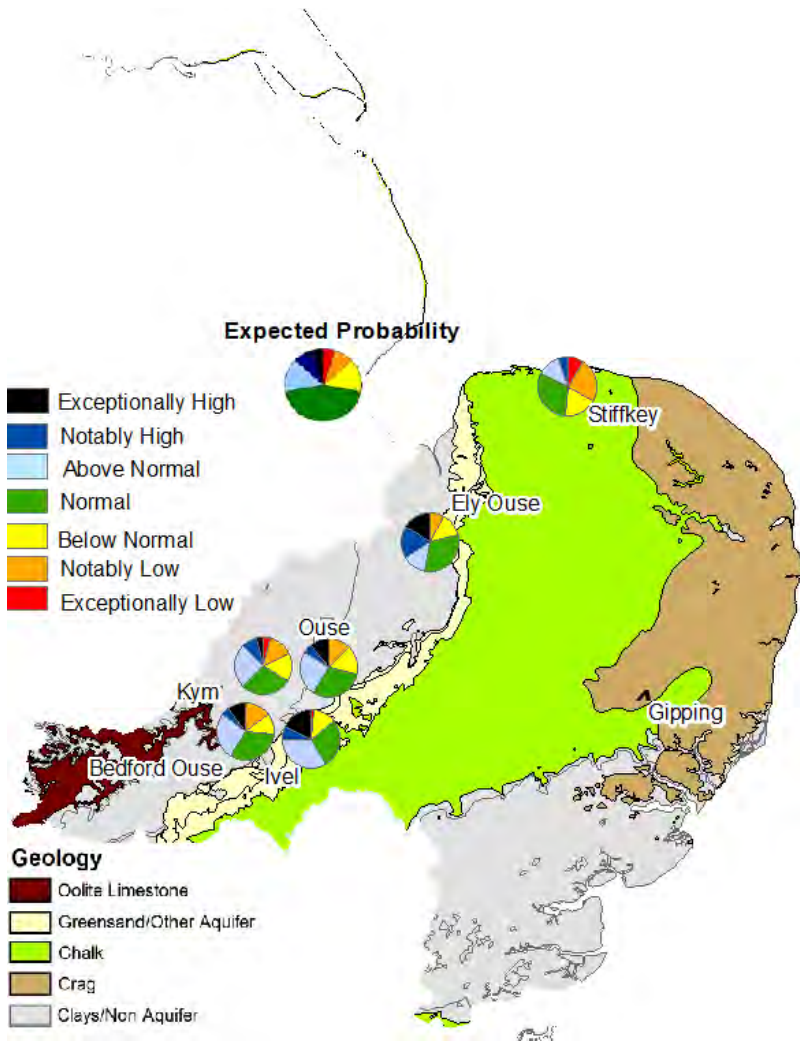 Expected Probability
Exceptionally High
Notably High
Above Normal
Normal
Below Normal
Notably Low
Exceptionally Low
Stiffkey
Ely Ouse
Ouse
Kym
Gipping
Bedford Ouse
Ivel
Geology
Oolite Limestone
Greensand/Other Aquifer
Chalk
Crag
Clays/Non Aquifer